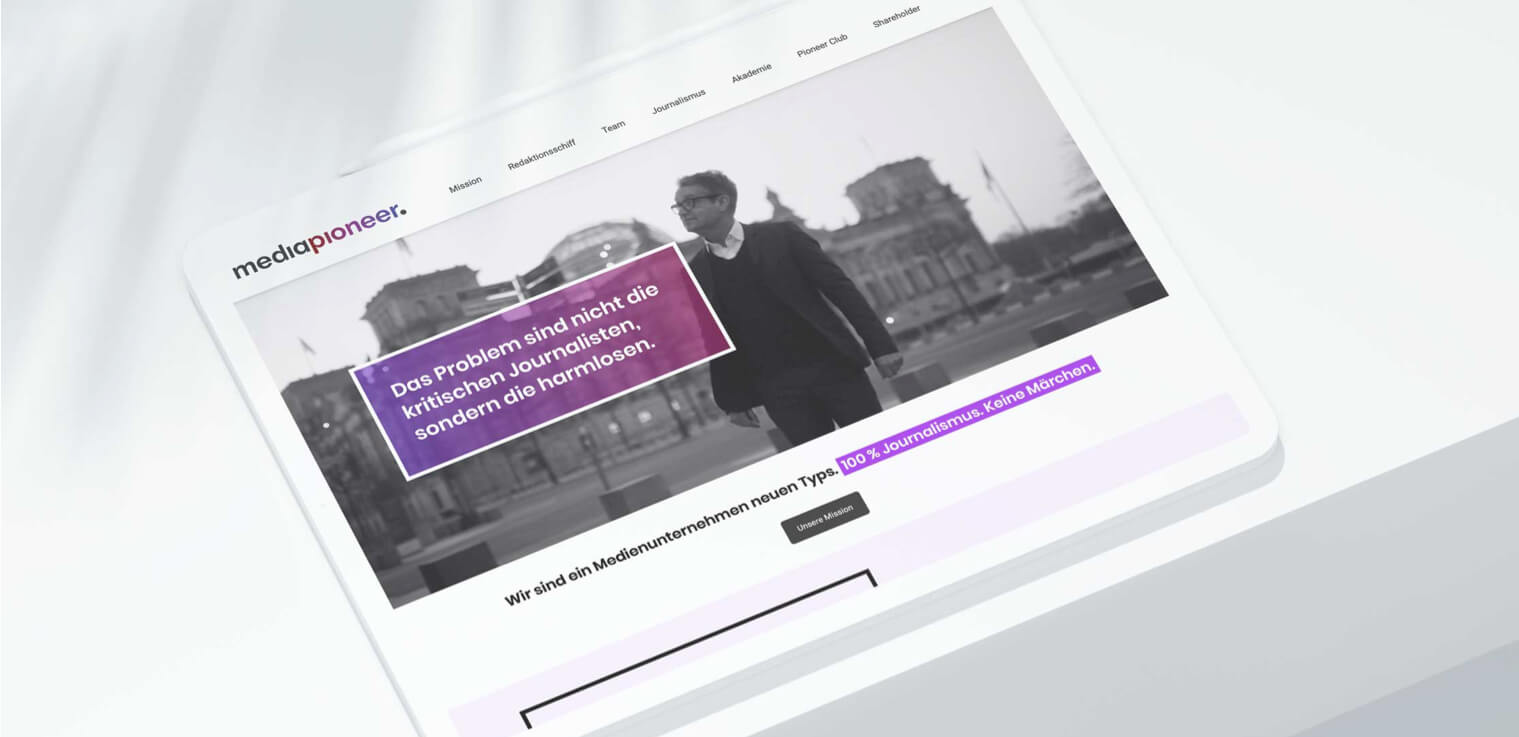 mediapioneer.
Mission
Redaktionsschiff
Team
Journalismus
Akademie
Pioneer Club
Shareholder
Das Problem sind nicht die
kritischen Journalisten,
sondern die harmlosen.
Wir sind ein Medienunternehmen neuen Typs. 100 % Journalismus. Keine Märchen.
Unsere Mission